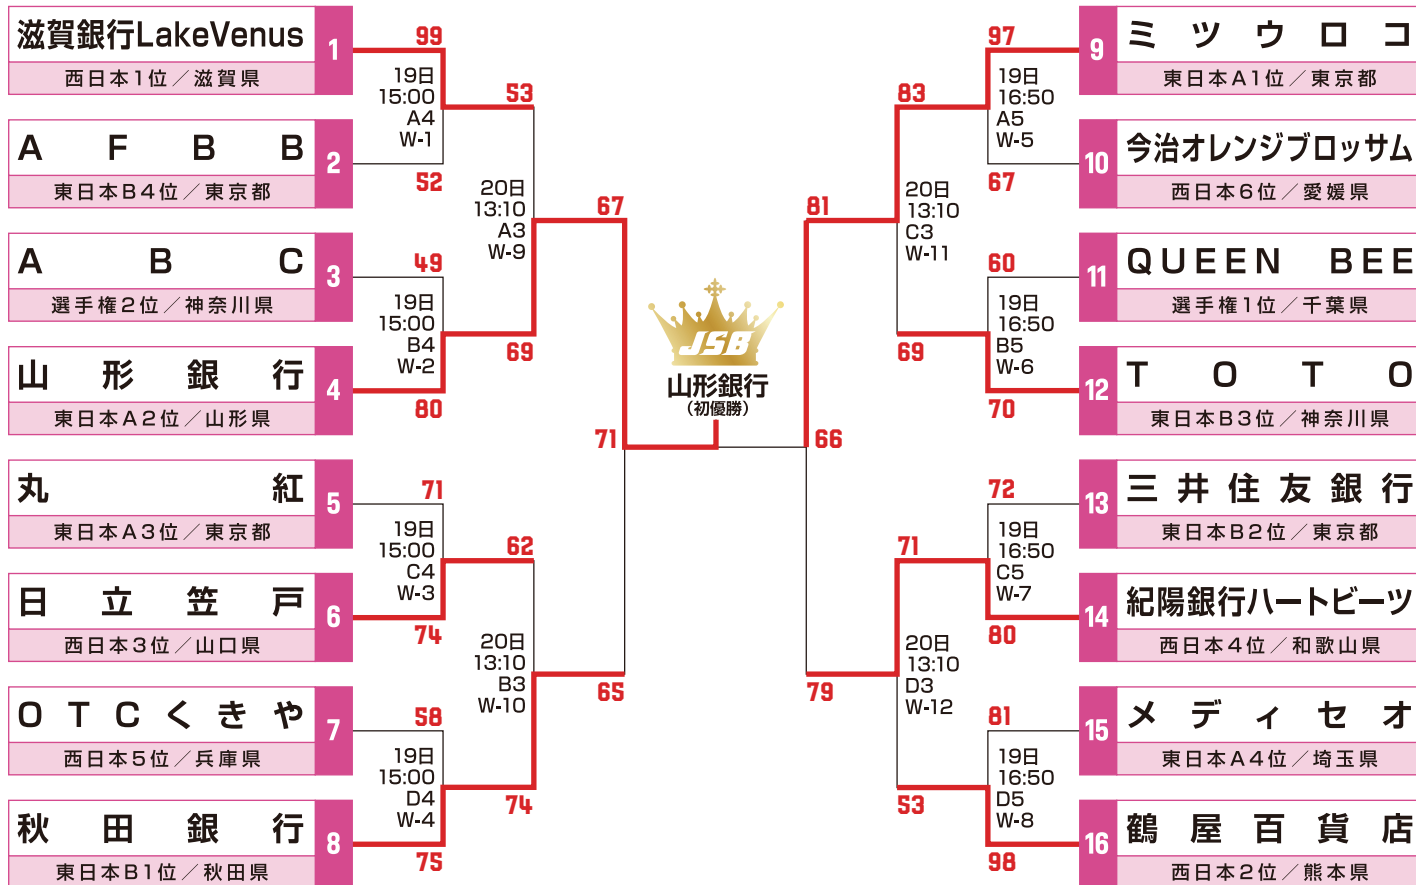 滋賀銀行LakeVenus
1
西日本1位／滋賀県
AFBB
2
東日本B4位／東京都
ABC
3
選手権2位／神奈川県
山形銀行
4
東日本A2位／山形県
丸紅
5
東日本A3位／東京都
日立笠戸
6
西日本3位／山口県
OTCくきや
7
西日本5位／兵庫県
秋田銀行
8
東日本B1位／秋田県
99
19日
15:00
A4
W-1
52
49
19日
15:00
B4
W-2
80
71
19日
15:00
C4
W-3
74
58
19日
15:00
D4
W-4
75
53
20日
13:10
A3
W-9
69
62
20日
13:10
B3
W-10
74
67
71
65
JSB
山形銀行
(初優勝)
81
66
79
83
20日
13:10
C3
W-11
69
71
20日
13:10
D3
W-12
53
97
19日
16:50
A5
W-5
67
60
19日
16:50
B5
W-6
70
72
19日
16:50
C5
W-7
80
81
19日
16:50
D5
W-8
98
9
ミツウロコ
東日本A1位／東京都
10
今治オレンジブロッサム
西日本6位／愛媛県
11
QUEEN BEE
選手権1位／千葉県
12
TOTO
東日本B3位／神奈川県
13
三井住友銀行
東日本B2位／東京都
14
紀陽銀行ハートビーツ
西日本4位／和歌山県
15
メディセオ
東日本A4位／埼玉県
16
鶴屋百貨店
西日本2位／熊本県